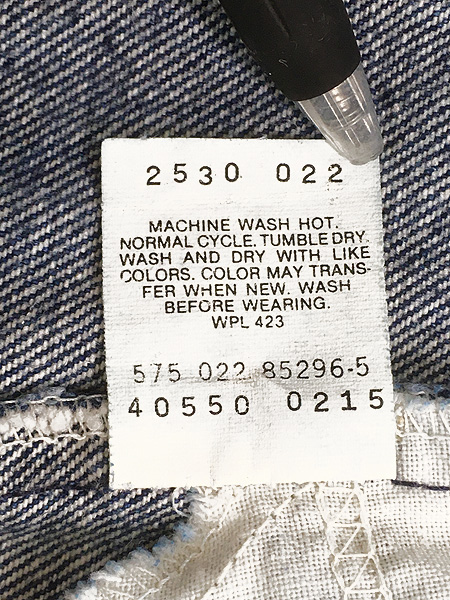 2530 022
MACHINE WASH HOT.
NORMAL CYCLE. TUMBLE DRY.
WASH AND DRY WITH LIKE
COLORS. COLOR MAY TRANS-
FER WHEN NEW. WASH
BEFORE WEARING.
WPL 423
575 022 85296-5
40550 0215